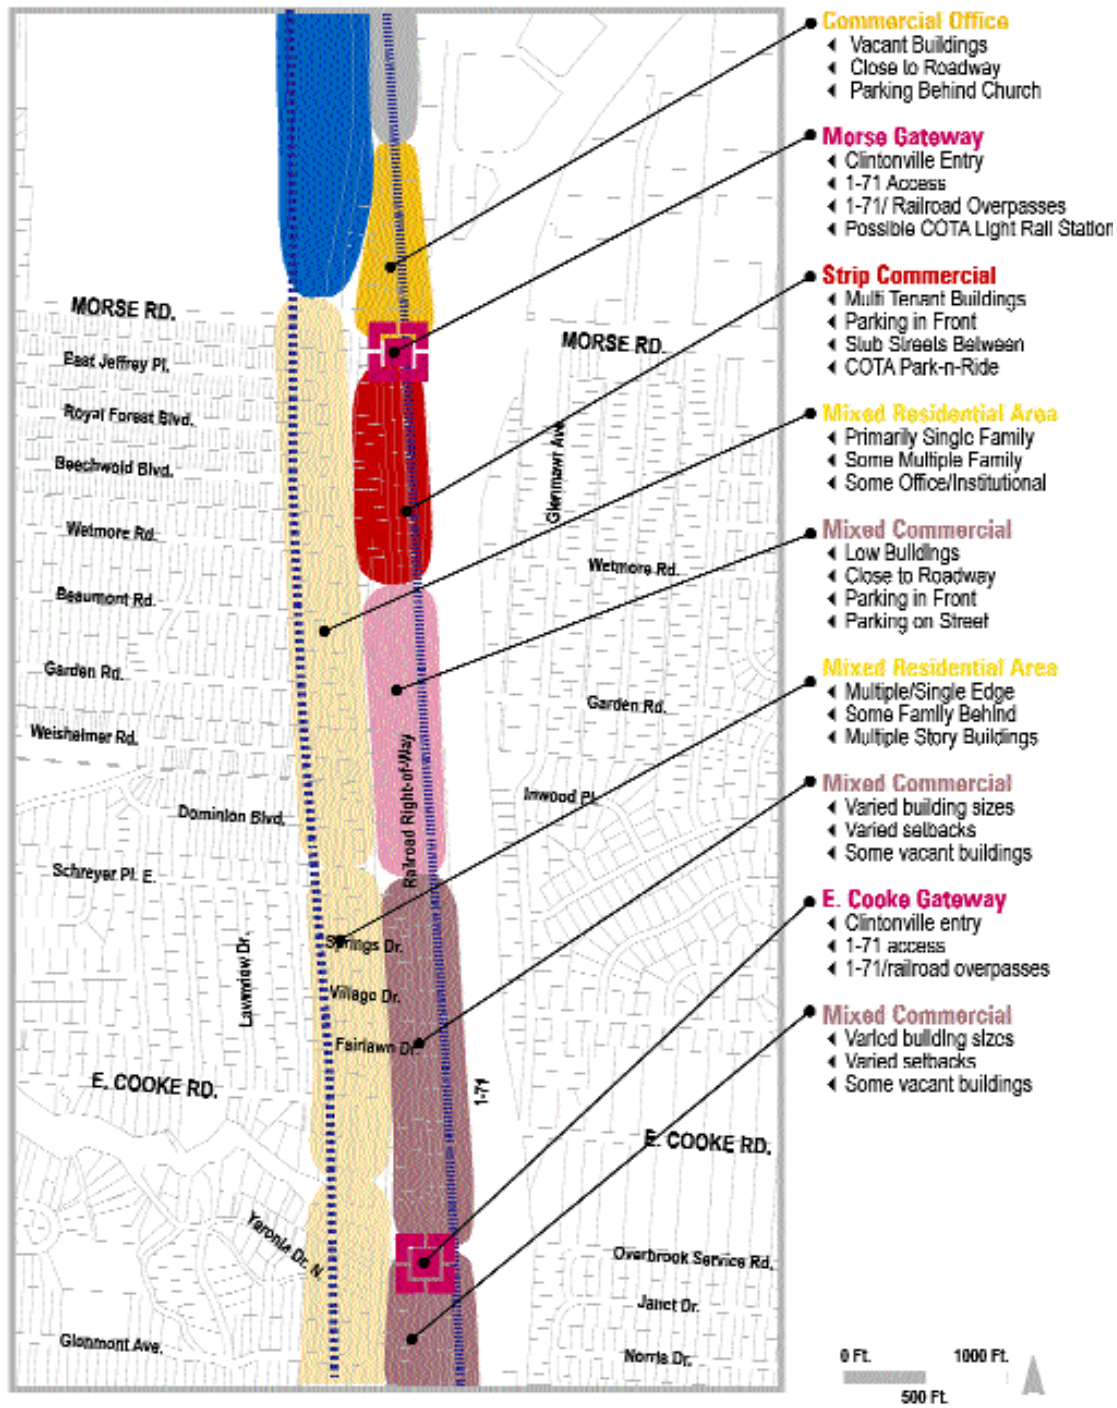 Commercial Office
Vacant Buildings
Close to Roadway
Parking Behind Church
Morse Gateway
Clintonville Entry
1-71 Access
1-71/ Railroad Overpasses
Possible COTA Light Rail Station
Strip Commercial
Multi Tenant Buildings
Parking in Front
Stub Streets Between
COTA Park-n-Ride
Mixed Residential Area
Primarily Single Family
Some Multiple Family
Some Office/Institutional
Mixed Commercial
Low Buildings
Close to Roadway
Parking in Front
Parking on Street
Mixed Residential Area
Multiple/Single Edge
Some Family Behind
Multiple Story Buildings
Mixed Commercial
Varied building sizes
Varied setbacks
Some vacant buildings
E. Cooke Gateway
Clintonville entry
1-71 access
1-71/railroad overpasses
Mixed Commercial
Varied building sizes
Varied setbacks
Some vacant buildings
MORSE RD.
East Jeffrey Pl.
Royal Forest Blvd.
Beechwold Blvd.
Wetmore Rd.
Beaumont Rd.
Garden Rd.
Weisheimer Rd.
Dominion Blvd.
Schreyer Pl. E.
Lawnview Dr.
E. COOKE RD.
Yaronia Dr. N.
Glenmont Ave.
Springs Dr.
Village Dr.
Fairlawn Dr.
Railroad Right-of-Way
1-71
MORSE RD.
Glenmawr Ave.
Wetmore Rd.
Garden Rd.
Inwood Pl.
E. COOKE RD.
Overbrook Service Rd.
Janet Dr.
Norris Dr.
0 Ft.
1000 Ft.
500 Ft.